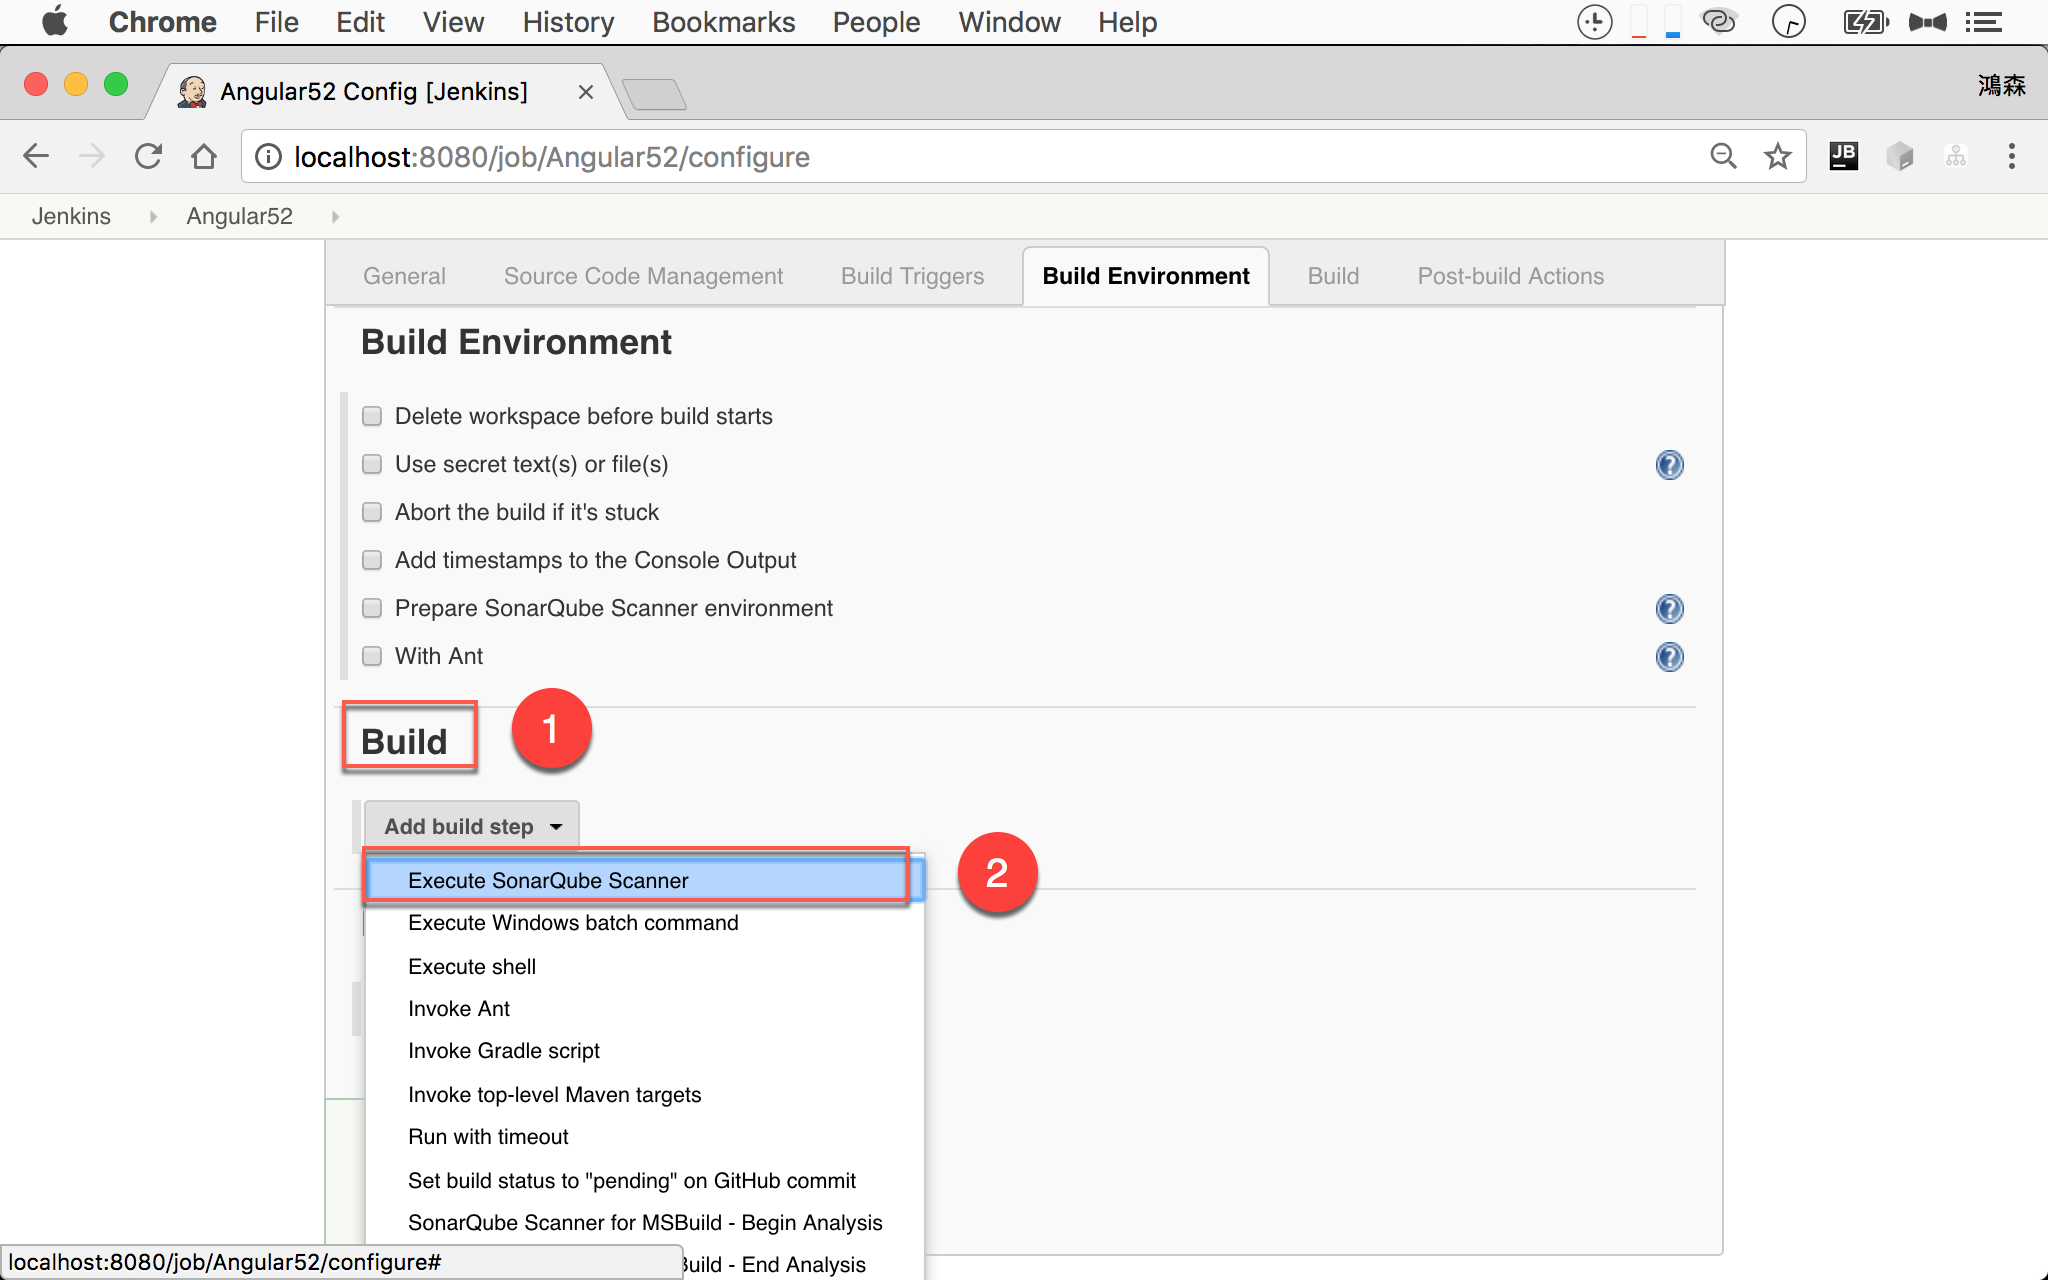 Chrome File Edit View History Bookmarks People Window Help
Angular52 Config [Jenkins]
鴻森
localhost:8080/job/Angular52/configure
JB
Jenkins Angular52
General Source Code Management Build Triggers Build Environment Build Post-build Actions
Build Environment
Delete workspace before build starts
Use secret text(s) or file(s)
?
Abort the build if it's stuck
Add timestamps to the Console Output
Prepare SonarQube Scanner environment
?
With Ant
?
Build
1
Add build step
Execute SonarQube Scanner
2
Execute Windows batch command
Execute shell
Invoke Ant
Invoke Gradle script
Invoke top-level Maven targets
Run with timeout
Set build status to "pending" on GitHub commit
SonarQube Scanner for MSBuild - Begin Analysis
Build - End Analysis
localhost:8080/job/Angular52/configure#